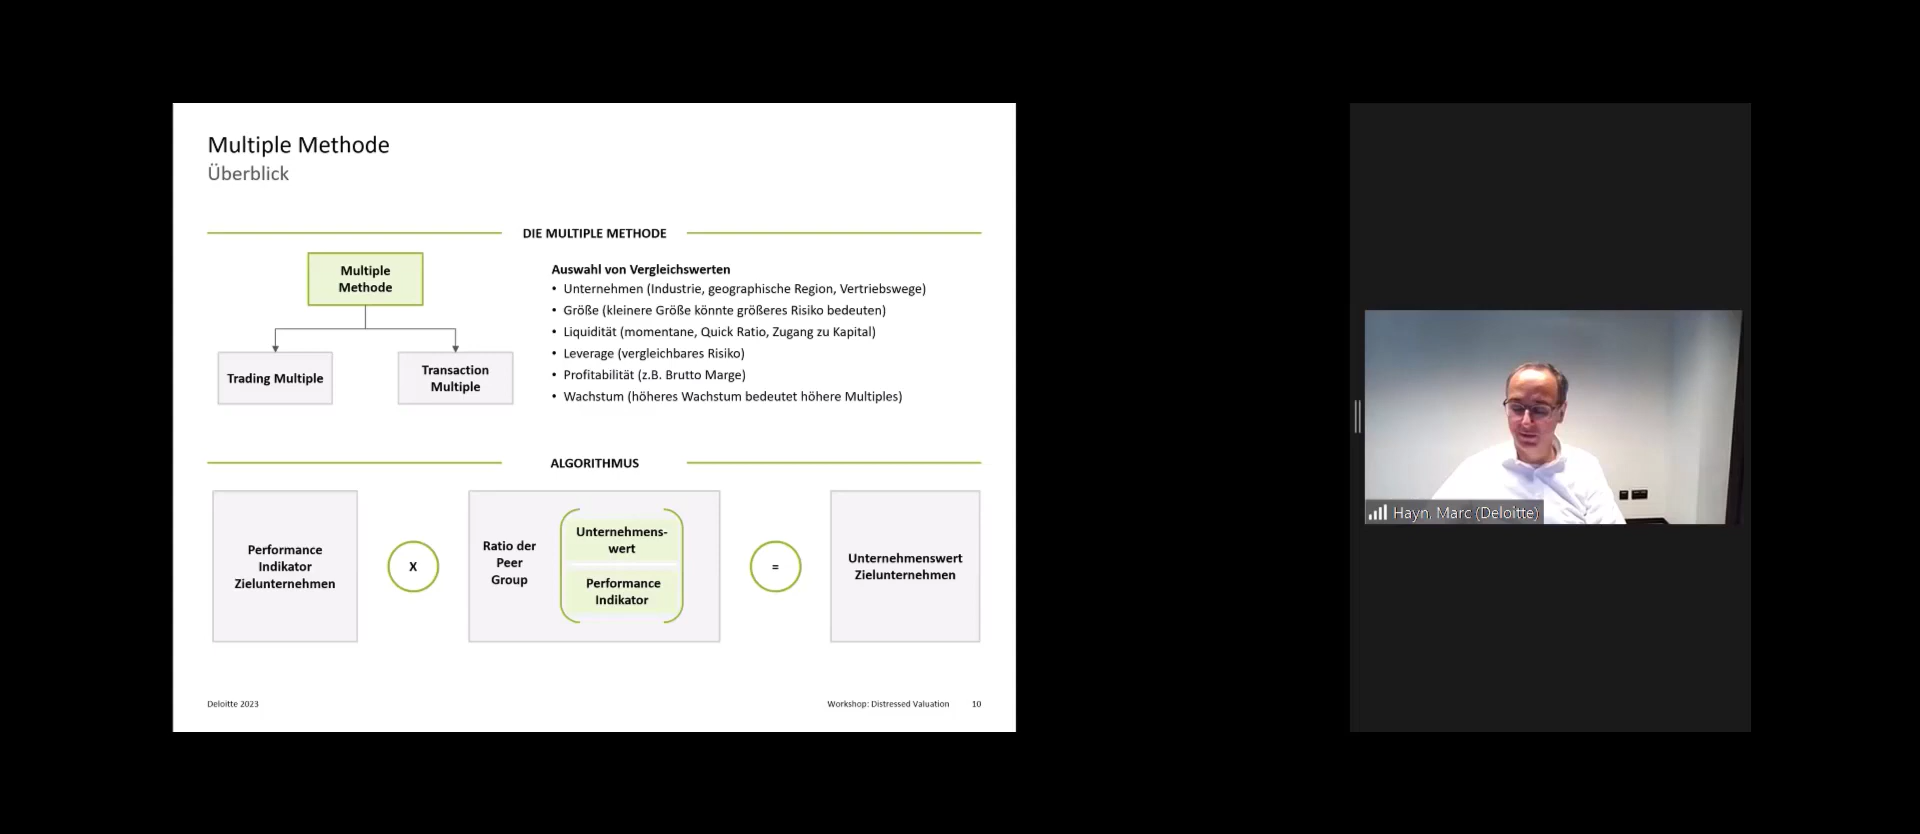 Multiple Methode
Überblick
DIE MULTIPLE METHODE
Multiple
Methode
Trading Multiple
Transaction
Multiple
Auswahl von Vergleichswerten
• Unternehmen (Industrie, geographische Region, Vertriebswege)
• Größe (kleinere Größe könnte größeres Risiko bedeuten)
• Liquidität (momentane, Quick Ratio, Zugang zu Kapital)
• Leverage (vergleichbares Risiko)
• Profitabilität (z.B. Brutto Marge)
• Wachstum (höheres Wachstum bedeutet höhere Multiples)
ALGORITHMUS
Performance
Indikator
Zielunternehmen
X
Ratio der
Peer
Group
Unternehmens-
wert
Performance
Indikator
=
Unternehmenswert
Zielunternehmen
Deloitte 2023
Workshop: Distressed Valuation 10
Hayn, Marc (Deloitte)